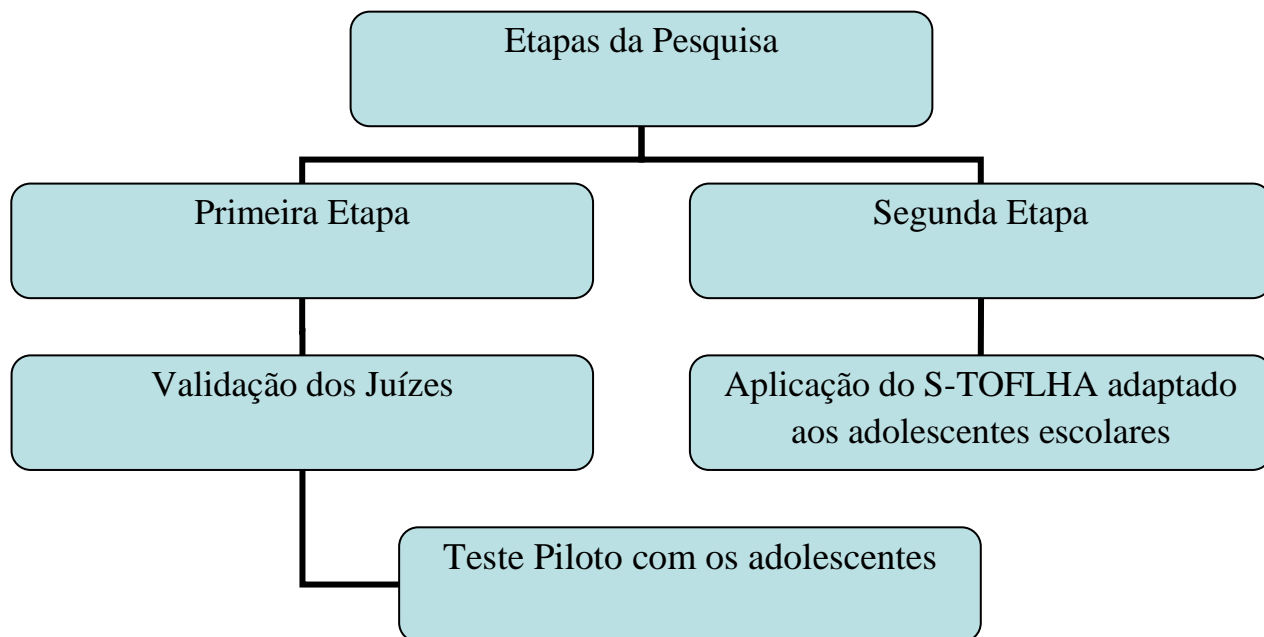 Etapas da Pesquisa
Primeira Etapa
Segunda Etapa
Validação dos Juízes
Aplicação do S-TOFLHA adaptado
aos adolescentes escolares
Teste Piloto com os adolescentes